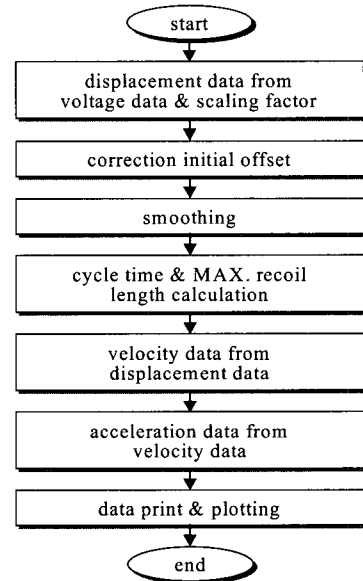 start
displacement data from
voltage data & scaling factor
correction initial offset
smoothing
cycle time & MAX. recoil
length calculation
velocity data from
displacement data
acceleration data from
velocity data
data print & plotting
end